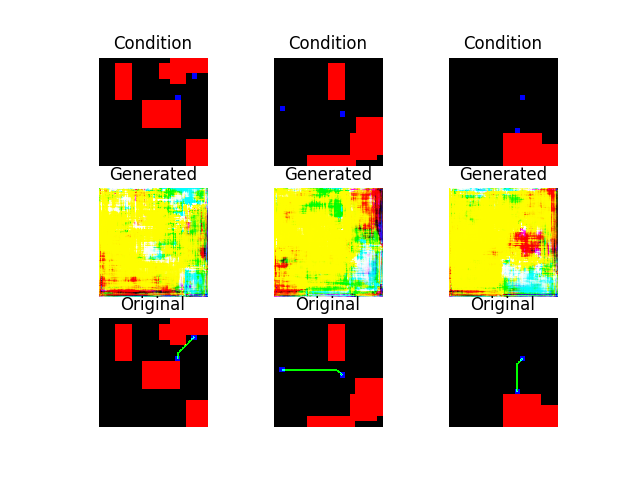 Condition
Condition
Condition
Generated
Generated
Generated
Original
Original
Original